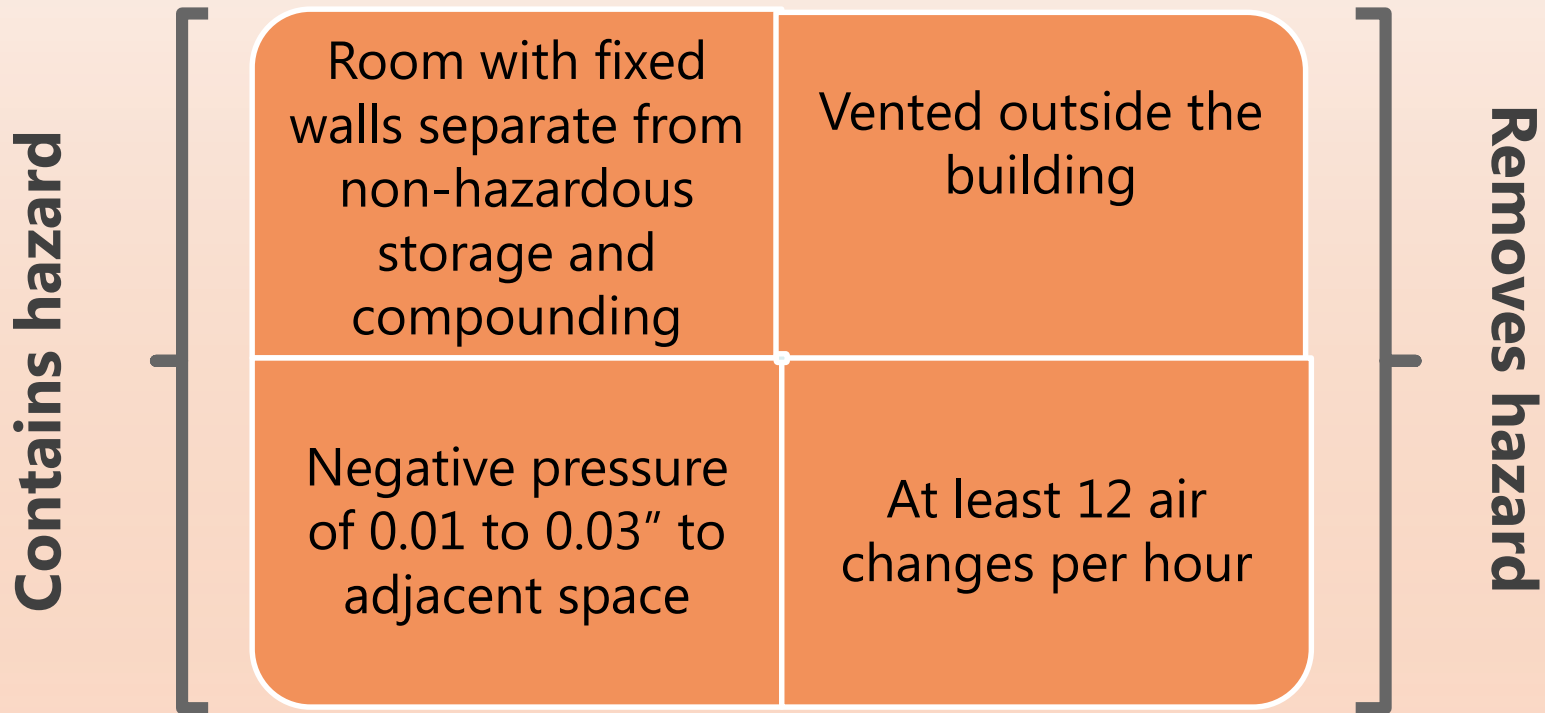 Contains hazard
Room with fixed
walls separate from
non-hazardous
storage and
compounding
Vented outside the
building
Negative pressure
of 0.01 to 0.03” to
adjacent space
At least 12 air
changes per hour
Removes hazard